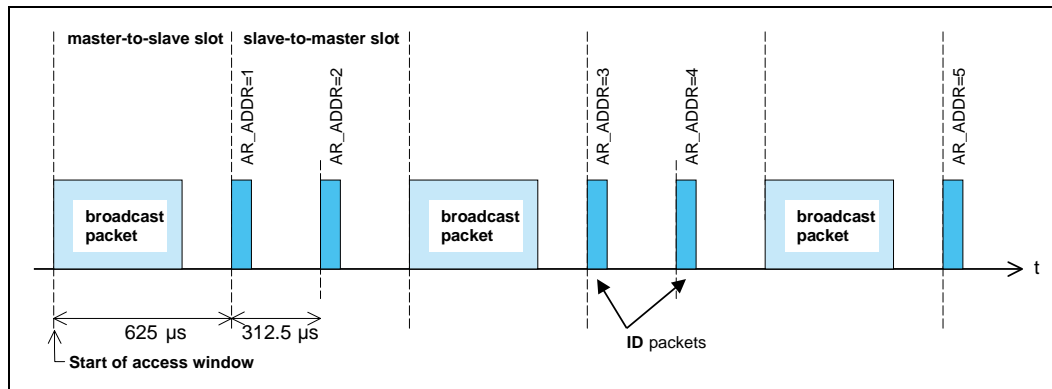 master-to-slave slot
slave-to-master slot
AR_ADDR=1
AR_ADDR=2
AR_ADDR=3
AR_ADDR=4
AR_ADDR=5
broadcast
packet
broadcast
packet
broadcast
packet
t
625 µs
312.5 µs
ID packets
Start of access window